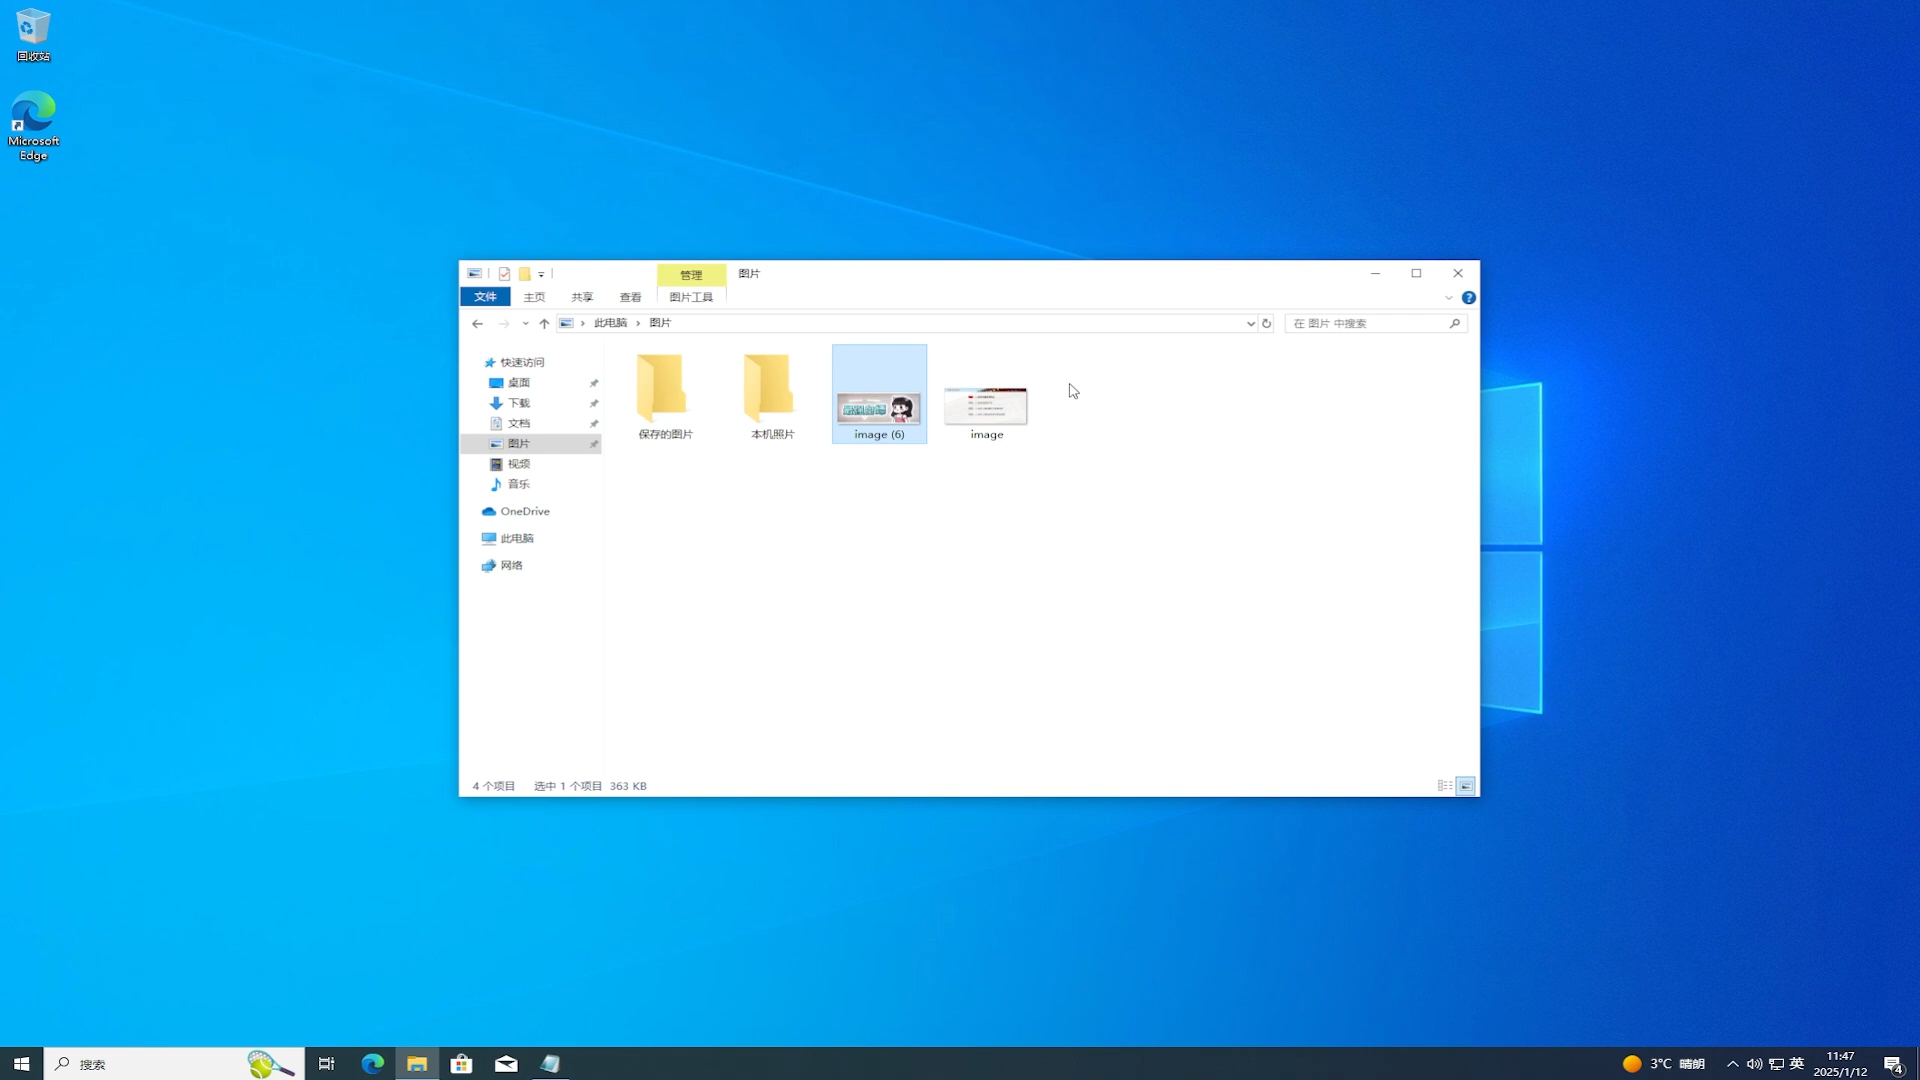 回收站
Microsoft
Edge
管理
图片
文件
主页
共享
查看
图片工具
此电脑
图片
在 图片 中搜索
快速访问
桌面
下载
文档
图片
视频
音乐
OneDrive
此电脑
网络
保存的图片
本机照片
image (6)
image
4 个项目
选中 1 个项目 363 KB
搜索
3°C 晴朗
英
11:47
2025/1/12
4